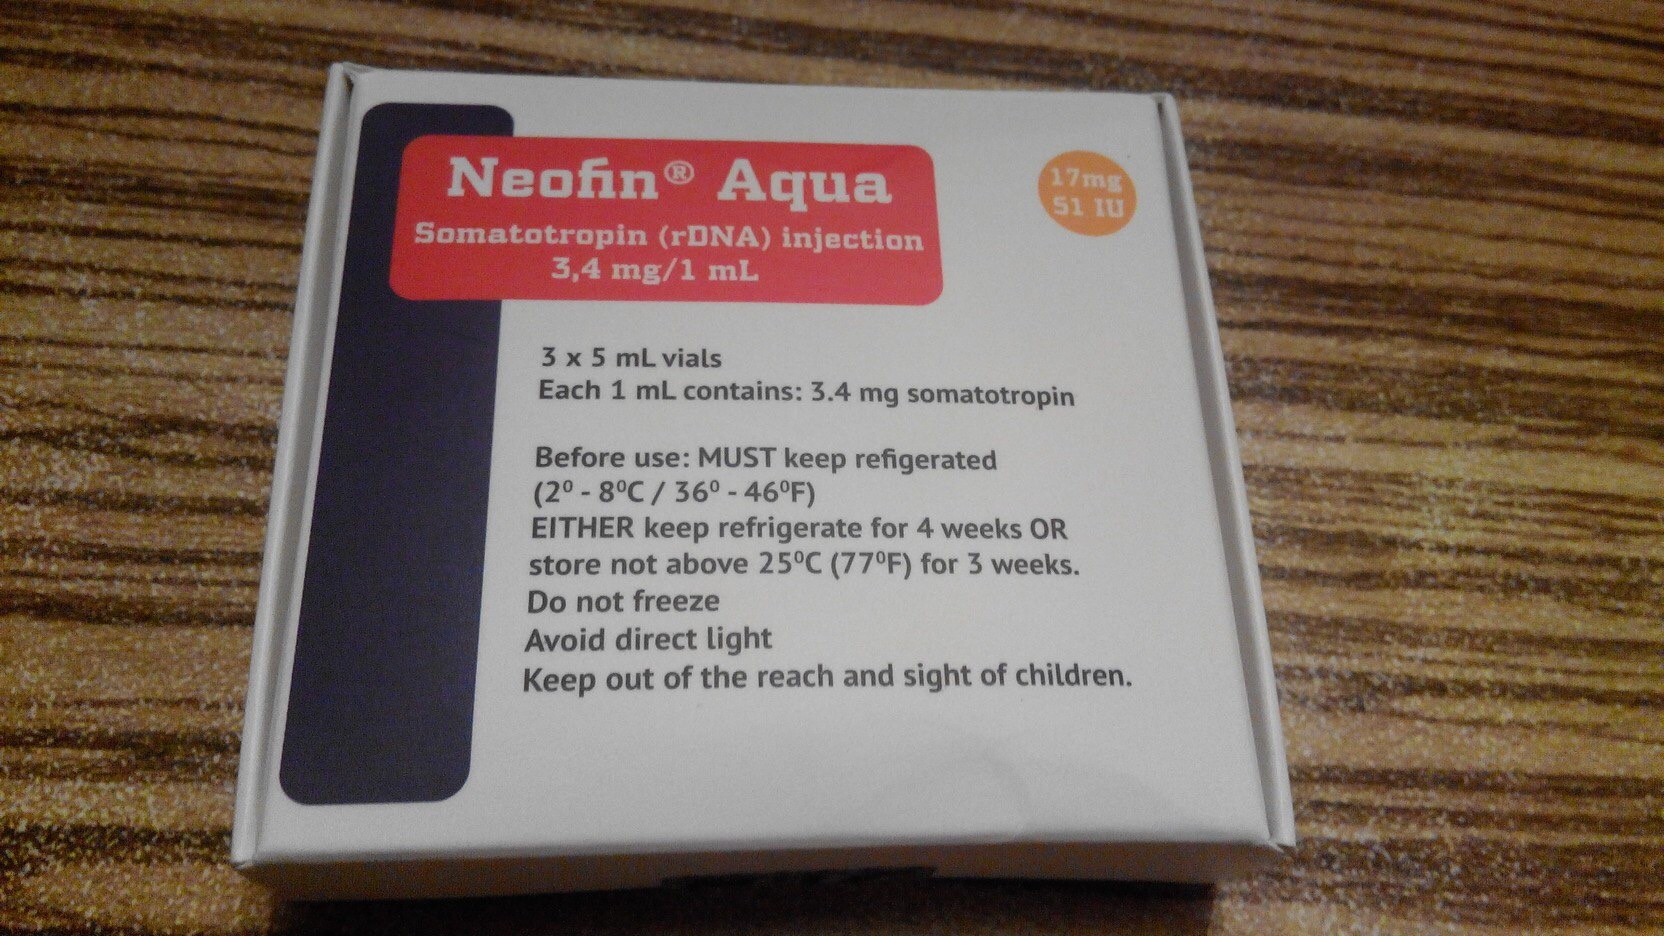 Neofin® Aqua
Somatotropin (rDNA) injection
3,4 mg/1 mL
17mg
51 IU
3 x 5 mL vials
Each 1 mL contains: 3.4 mg somatotropin
Before use: MUST keep refigerated
(2⁰ - 8⁰C / 36⁰ - 46⁰F)
EITHER keep refrigerate for 4 weeks OR
store not above 25⁰C (77⁰F) for 3 weeks.
Do not freeze
Avoid direct light
Keep out of the reach and sight of children.